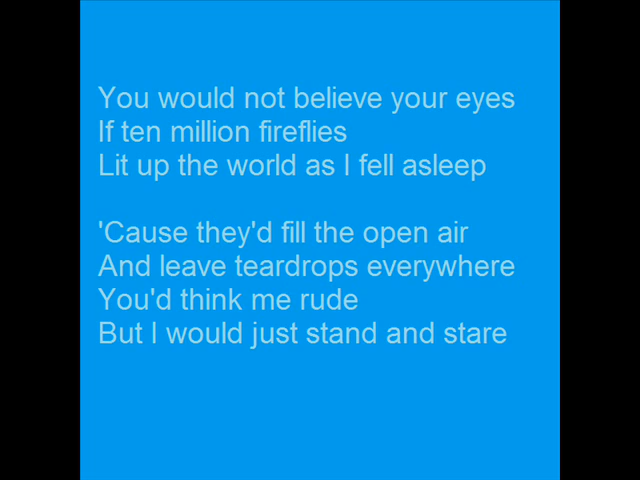 You would not believe your eyes
If ten million fireflies
Lit up the world as I fell asleep
'Cause they'd fill the open air
And leave teardrops everywhere
You'd think me rude
But I would just stand and stare